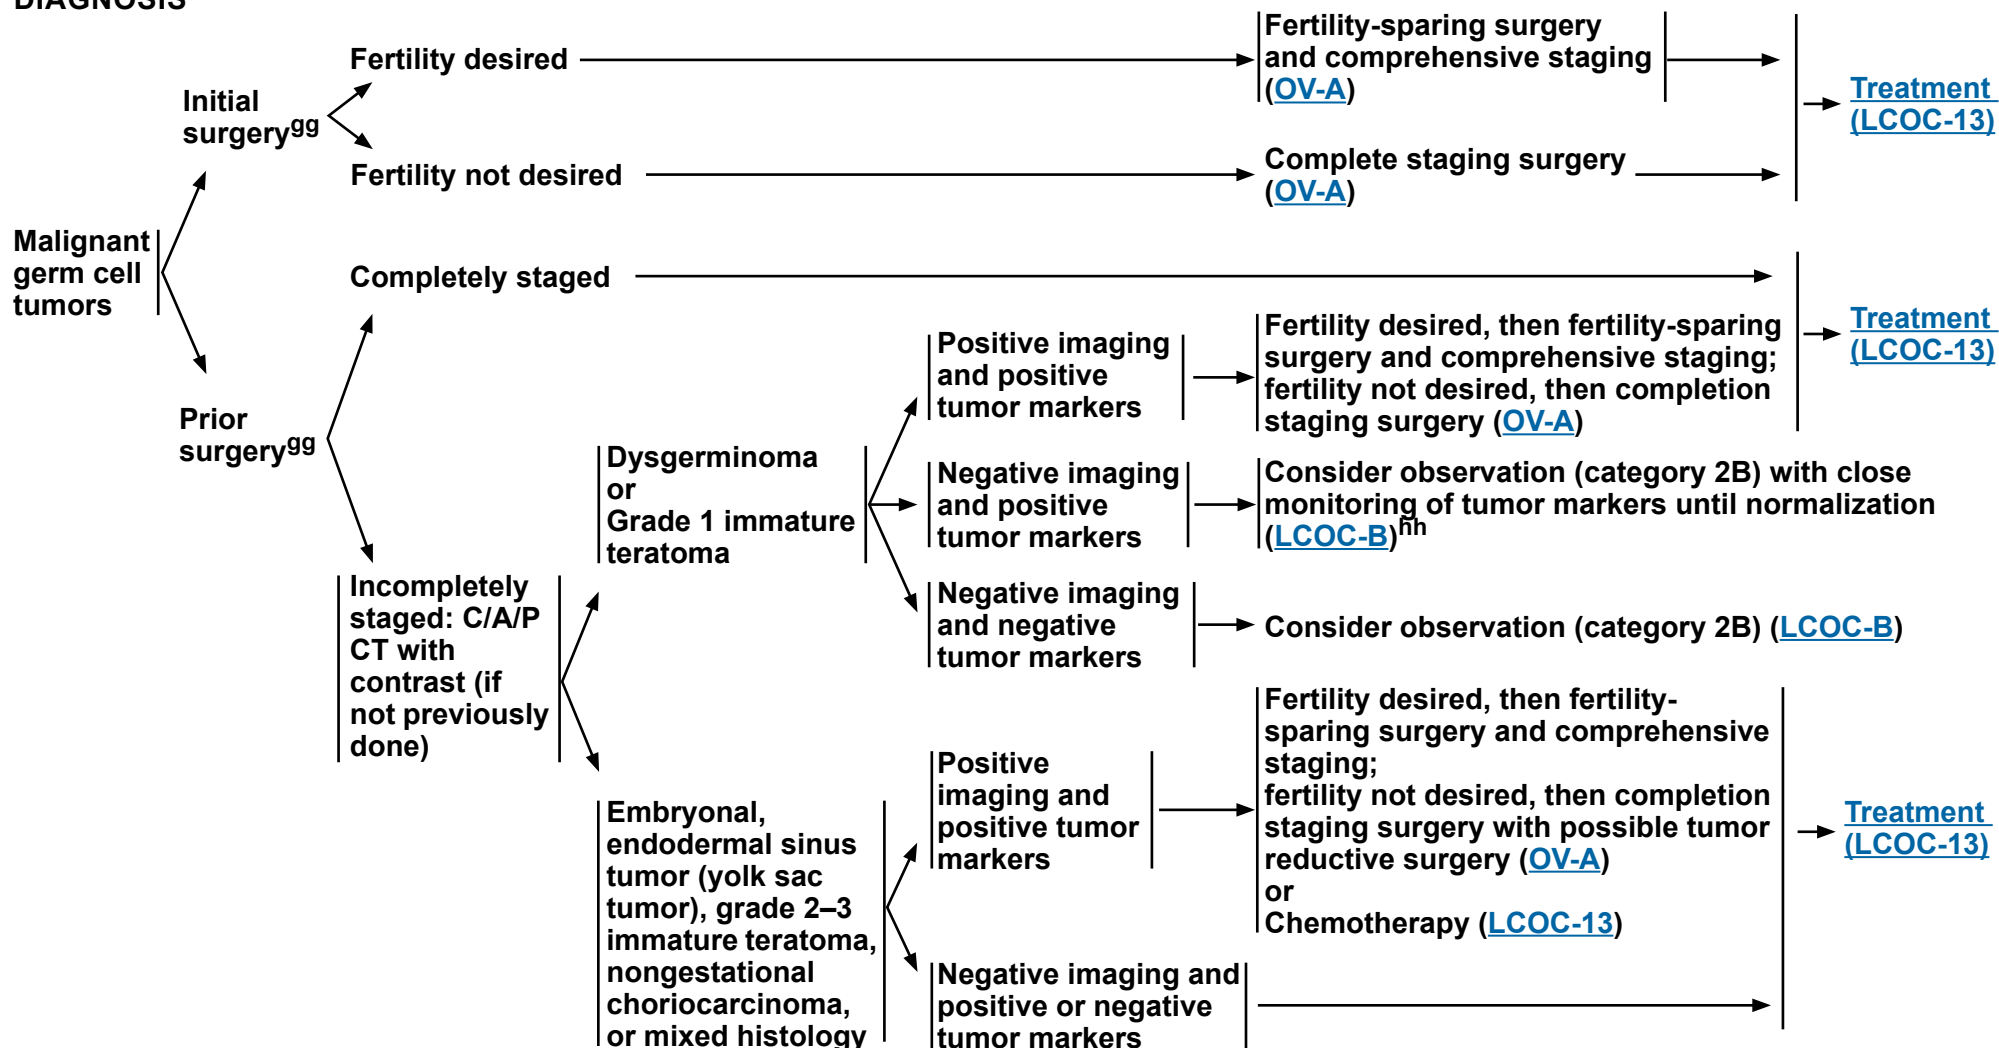 DIAGNOSIS
Malignant
germ cell
tumors
Initial
surgerygg
Fertility desired
Fertility-sparing surgery
and comprehensive staging
(OV-A)
Fertility not desired
Complete staging surgery
(OV-A)
Treatment
(LCOC-13)
Prior
surgerygg
Completely staged
Incompletely
staged: C/A/P
CT with
contrast (if
not previously
done)
Dysgerminoma
or
Grade 1 immature
teratoma
Positive imaging
and positive
tumor markers
Fertility desired, then fertility-sparing
surgery and comprehensive staging;
fertility not desired, then completion
staging surgery (OV-A)
Treatment
(LCOC-13)
Negative imaging
and positive
tumor markers
Consider observation (category 2B) with close
monitoring of tumor markers until normalization
(LCOC-B)hh
Negative imaging
and negative
tumor markers
Consider observation (category 2B) (LCOC-B)
Embryonal,
endodermal sinus
tumor (yolk sac
tumor), grade 2–3
immature teratoma,
nongestational
choriocarcinoma,
or mixed histology
Positive
imaging and
positive tumor
markers
Fertility desired, then fertility-
sparing surgery and comprehensive
staging;
fertility not desired, then completion
staging surgery with possible tumor
reductive surgery (OV-A)
or
Chemotherapy (LCOC-13)
Negative imaging and
positive or negative
tumor markers
Treatment
(LCOC-13)